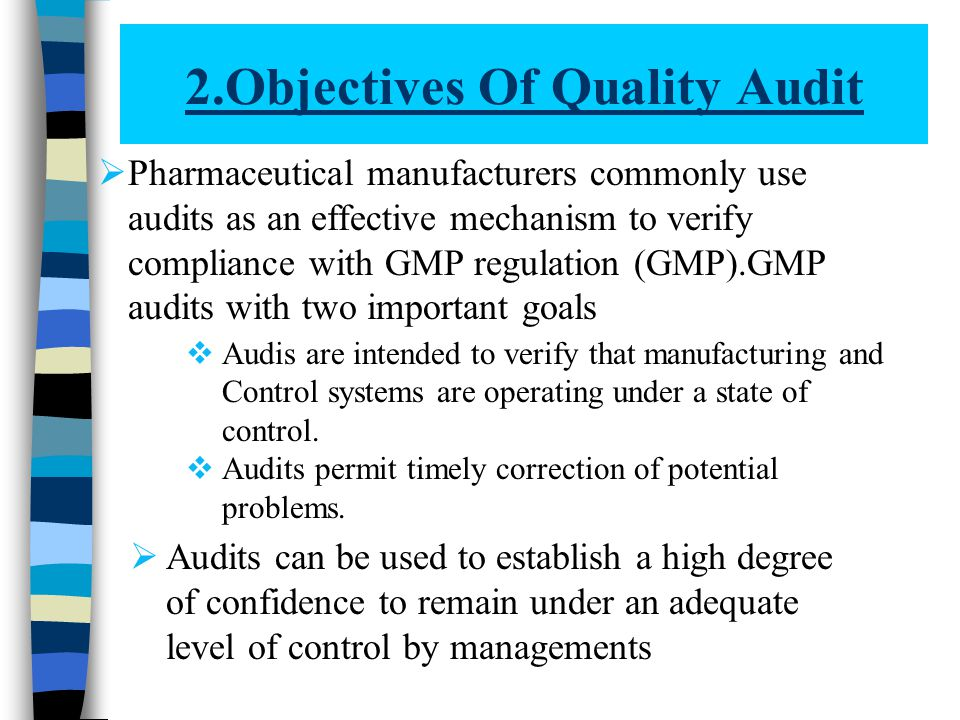 2.Objectives Of Quality Audit
Pharmaceutical manufacturers commonly use
audits as an effective mechanism to verify
compliance with GMP regulation (GMP).GMP
audits with two important goals
Audis are intended to verify that manufacturing and
Control systems are operating under a state of
control.
Audits permit timely correction of potential
problems.
Audits can be used to establish a high degree
of confidence to remain under an adequate
level of control by managements